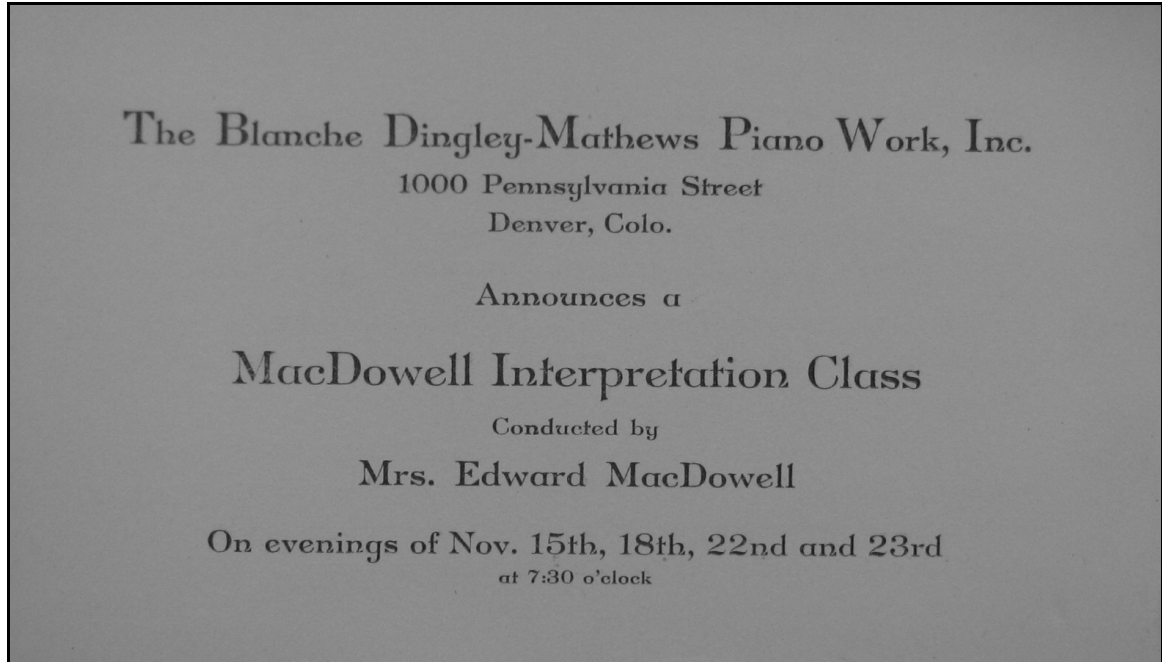 The Blanche Dingley-Mathews Piano Work, Inc.
1000 Pennsylvania Street
Denver, Colo.
Announces a
MacDowell Interpretation Class
Conducted by
Mrs. Edward MacDowell
On evenings of Nov. 15th, 18th, 22nd and 23rd
at 7:30 o'clock